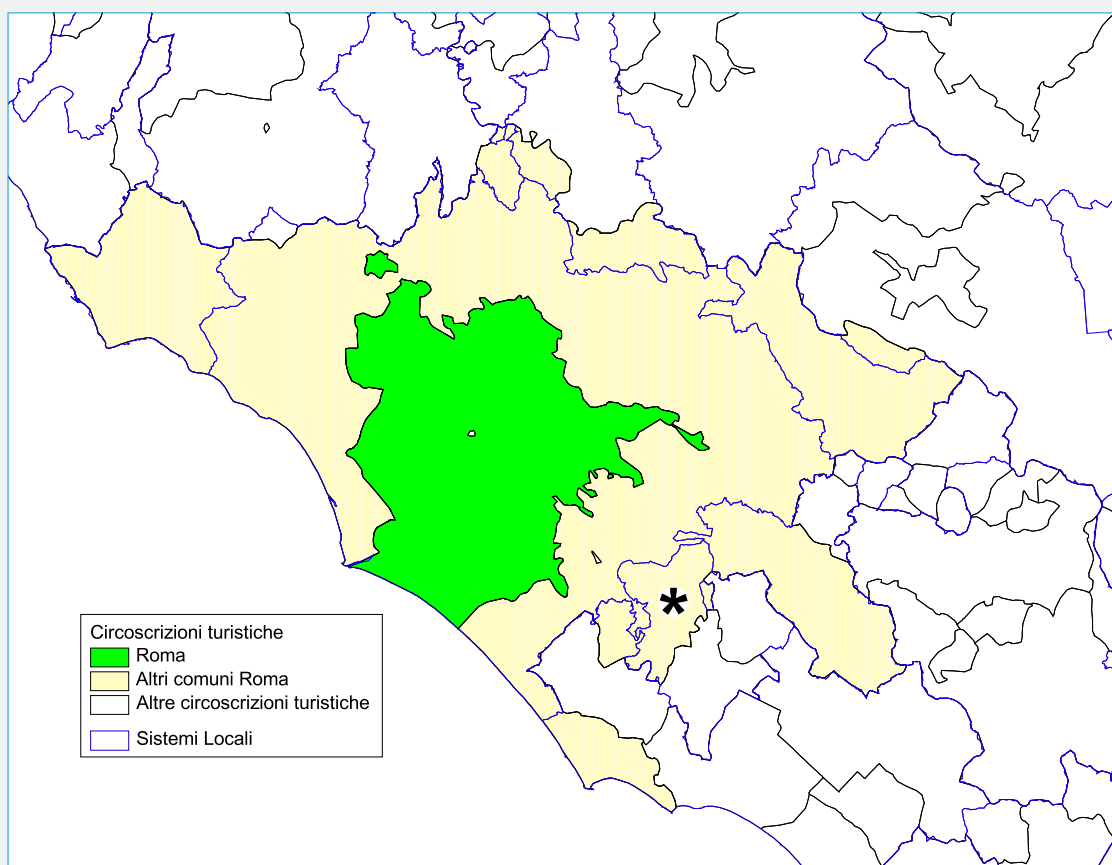 Circoscrizioni turistiche
Roma
Altri comuni Roma
Altre circoscrizioni turistiche
Sistemi Locali
*